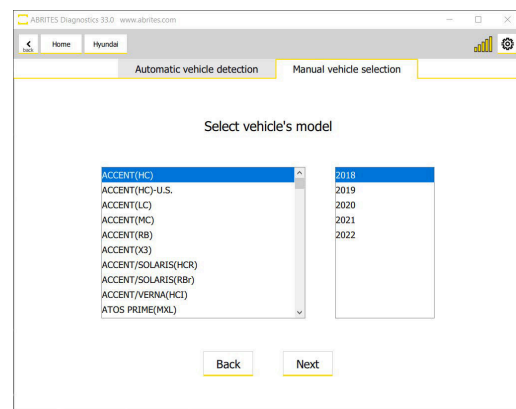 ABRITES Diagnostics 33.0 www.abrites.com
back Home Hyundai
Automatic vehicle detection Manual vehicle selection
Select vehicle's model
ACCENT(HC) 2018
ACCENT(HC)-U.S. 2019
ACCENT(LC) 2020
ACCENT(MC) 2021
ACCENT(RB) 2022
ACCENT(X3)
ACCENT/SOLARIS(HCR)
ACCENT/SOLARIS(RBr)
ACCENT/VERNA(HCI)
ATOS PRIME(MXL)
Back Next